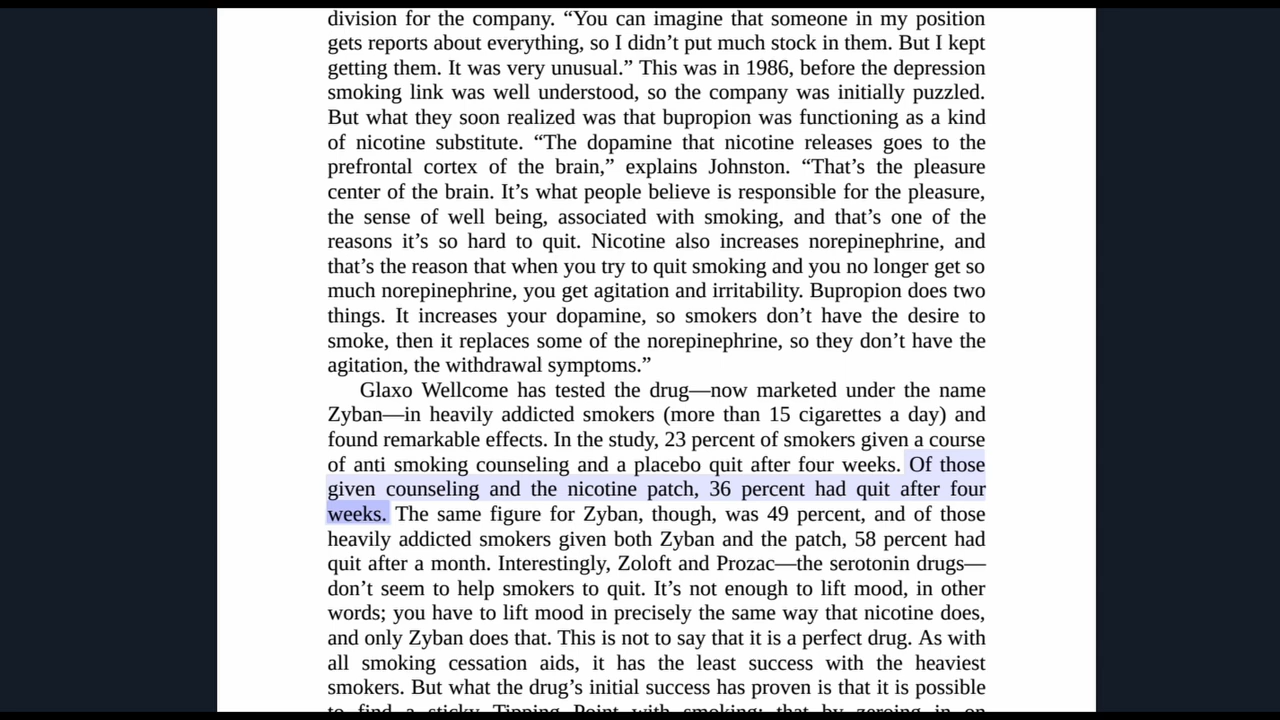 division for the company. “You can imagine that someone in my position
gets reports about everything, so I didn’t put much stock in them. But I kept
getting them. It was very unusual.” This was in 1986, before the depression
smoking link was well understood, so the company was initially puzzled.
But what they soon realized was that bupropion was functioning as a kind
of nicotine substitute. “The dopamine that nicotine releases goes to the
prefrontal cortex of the brain,” explains Johnston. “That’s the pleasure
center of the brain. It’s what people believe is responsible for the pleasure,
the sense of well being, associated with smoking, and that’s one of the
reasons it’s so hard to quit. Nicotine also increases norepinephrine, and
that’s the reason that when you try to quit smoking and you no longer get so
much norepinephrine, you get agitation and irritability. Bupropion does two
things. It increases your dopamine, so smokers don’t have the desire to
smoke, then it replaces some of the norepinephrine, so they don’t have the
agitation, the withdrawal symptoms.”
Glaxo Wellcome has tested the drug—now marketed under the name
Zyban—in heavily addicted smokers (more than 15 cigarettes a day) and
found remarkable effects. In the study, 23 percent of smokers given a course
of anti smoking counseling and a placebo quit after four weeks. Of those
given counseling and the nicotine patch, 36 percent had quit after four
weeks. The same figure for Zyban, though, was 49 percent, and of those
heavily addicted smokers given both Zyban and the patch, 58 percent had
quit after a month. Interestingly, Zoloft and Prozac—the serotonin drugs—
don’t seem to help smokers to quit. It’s not enough to lift mood, in other
words; you have to lift mood in precisely the same way that nicotine does,
and only Zyban does that. This is not to say that it is a perfect drug. As with
all smoking cessation aids, it has the least success with the heaviest
smokers. But what the drug’s initial success has proven is that it is possible
to find a sticky Tipping Point with smoking: that by zeroing in on